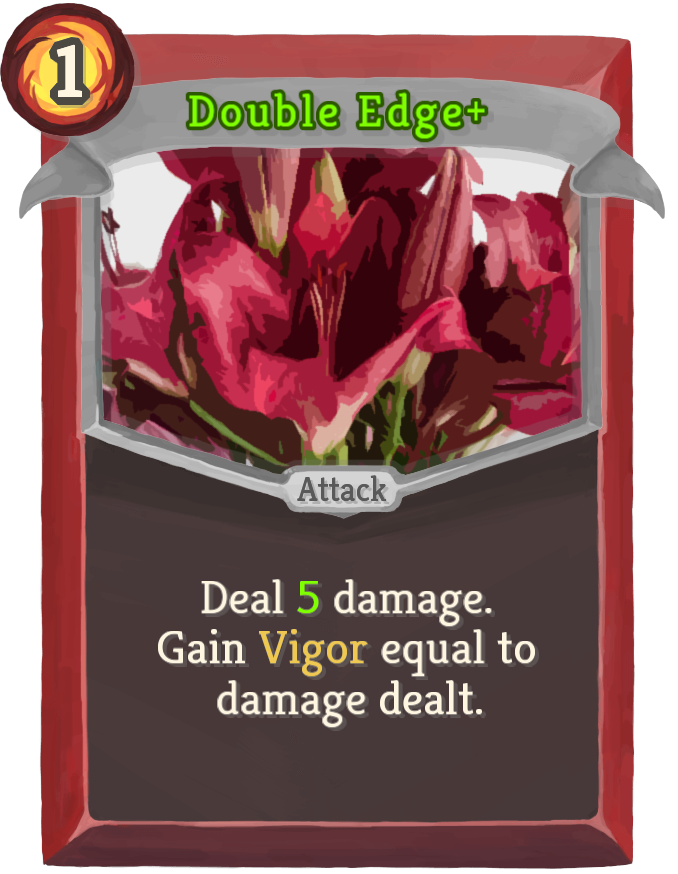 1
Double Edge+
Attack
Deal 5 damage.
Gain Vigor equal to
damage dealt.